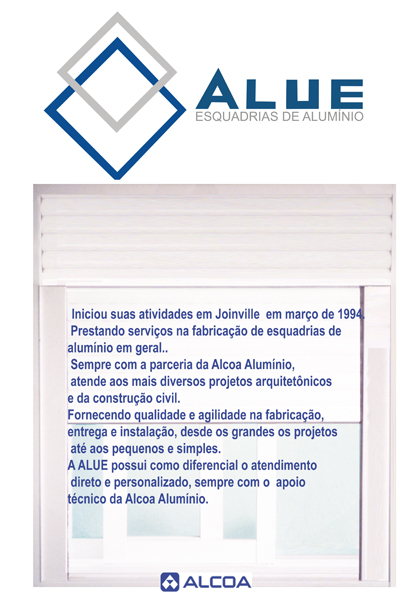 ALUE
ESQUADRIAS DE ALUMÍNIO
Iniciou suas atividades em Joinville em março de 1994.
Prestando serviços na fabricação de esquadrias de
alumínio em geral..
Sempre com a parceria da Alcoa Alumínio,
atende aos mais diversos projetos arquitetônicos
e da construção civil.
Fornecendo qualidade e agilidade na fabricação,
entrega e instalação, desde os grandes os projetos
até aos pequenos e simples.
A ALUE possui como diferencial o atendimento
direto e personalizado, sempre com o apoio
técnico da Alcoa Alumínio.
ALCOA